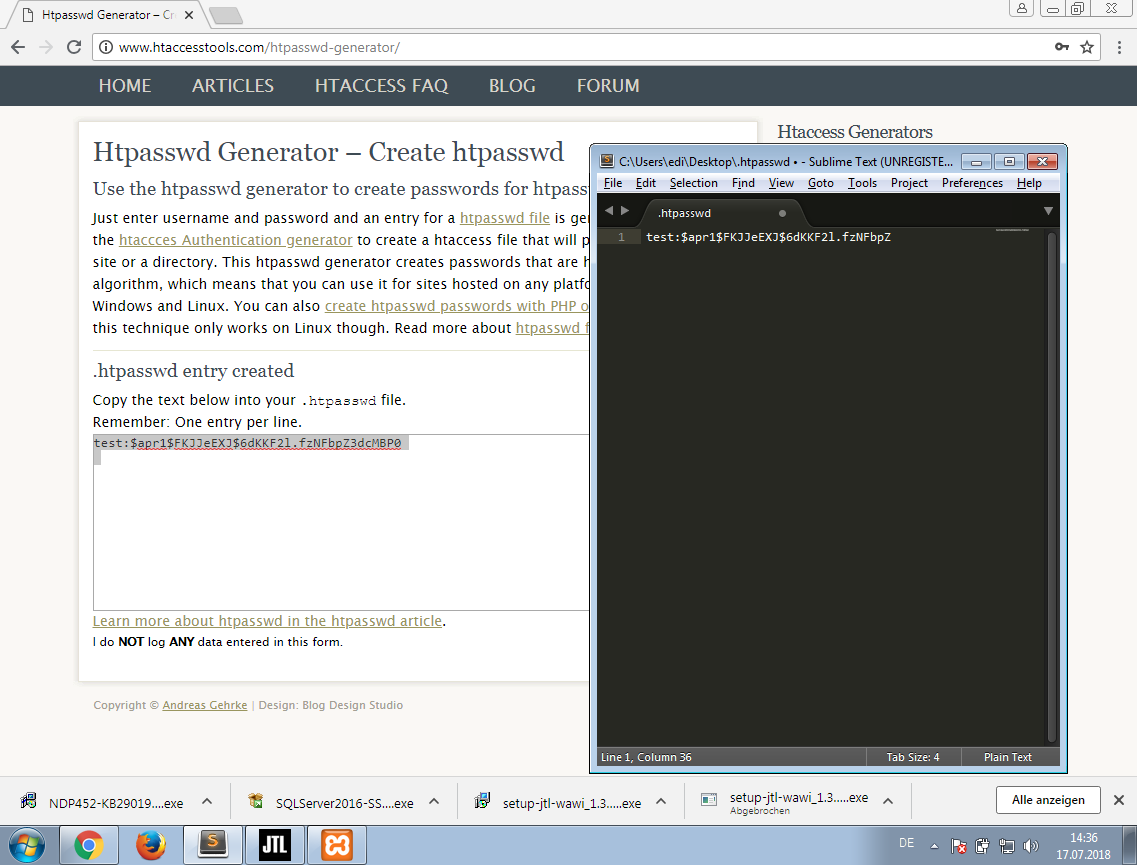 Htpasswd Generator – Cr
www.htaccesstools.com/htpasswd-generator/
HOME ARTICLES HTACCESS FAQ BLOG FORUM
Htpasswd Generator – Create htpasswd
Use the htpasswd generator to create passwords for htpass
Just enter username and password and an entry for a htpasswd file is ge
the htaccces Authentication generator to create a htaccess file that will p
site or a directory. This htpasswd generator creates passwords that are h
algorithm, which means that you can use it for sites hosted on any platfo
Windows and Linux. You can also create htpasswd passwords with PHP o
this technique only works on Linux though. Read more about htpasswd f
.htpasswd entry created
Copy the text below into your .htpasswd file.
Remember: One entry per line.
test:$apr1$FKJJeEXJ$6dKKF2l.fzNFbpZ3dcMBP0
Learn more about htpasswd in the htpasswd article.
I do NOT log ANY data entered in this form.
Copyright © Andreas Gehrke | Design: Blog Design Studio
Htaccess Generators
C:\Users\edi\Desktop\.htpasswd • - Sublime Text (UNREGISTE...
File Edit Selection Find View Goto Tools Project Preferences Help
.htpasswd
1 test:$apr1$FKJJeEXJ$6dKKF2l.fzNFbpZ
Line 1, Column 36 Tab Size: 4 Plain Text
NDP452-KB29019....exe SQLServer2016-SS....exe setup-jtl-wawi_1.3.....exe setup-jtl-wawi_1.3.....exe
Abgebrochen
Alle anzeigen
S JTL
DE
14:36
17.07.2018